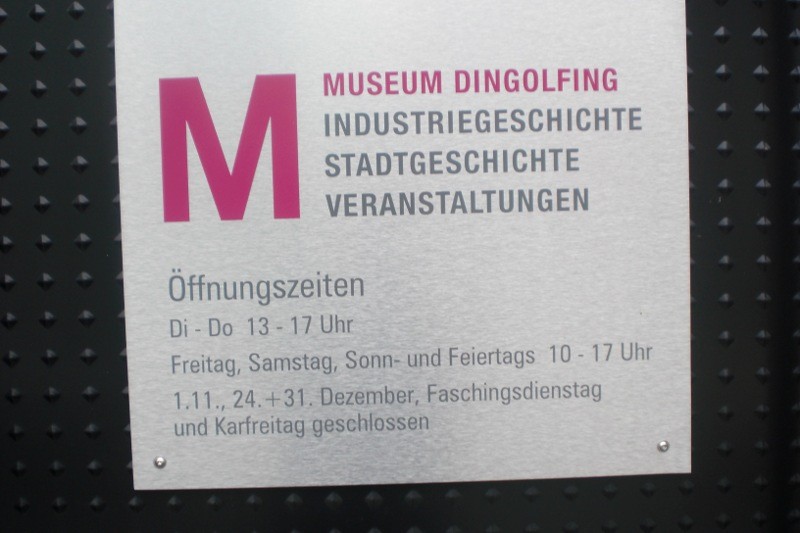 M
MUSEUM DINGOLFING
INDUSTRIEGESCHICHTE
STADTGESCHICHTE
VERANSTALTUNGEN
Öffnungszeiten
Di - Do 13 - 17 Uhr
Freitag, Samstag, Sonn- und Feiertags 10 - 17 Uhr
1.11., 24.+31. Dezember, Faschingsdienstag
und Karfreitag geschlossen